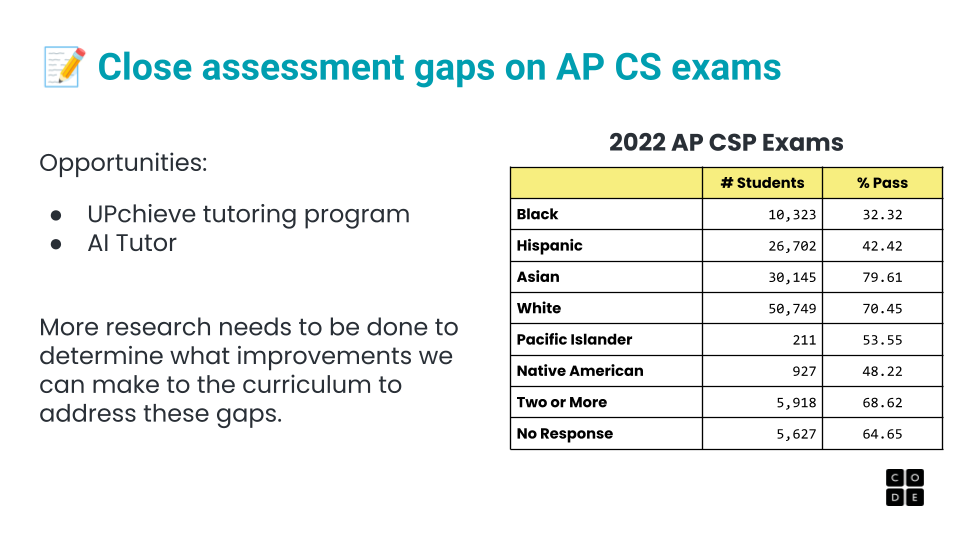 Close assessment gaps on AP CS exams
Opportunities:
● UPchieve tutoring program
● AI Tutor
More research needs to be done to
determine what improvements we
can make to the curriculum to
address these gaps.
2022 AP CSP Exams
# Students % Pass
Black 10,323 32.32
Hispanic 26,702 42.42
Asian 30,145 79.61
White 50,749 70.45
Pacific Islander 211 53.55
Native American 927 48.22
Two or More 5,918 68.62
No Response 5,627 64.65
C O
D E